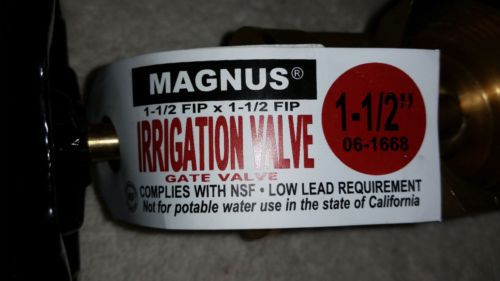 MAGNUS®
1-1/2 FIP x 1-1/2 FIP
IRRIGATION VALVE
GATE VALVE
COMPLIES WITH NSF • LOW LEAD REQUIREMENT
Not for potable water use in the state of California
1-1/2”
06-1668